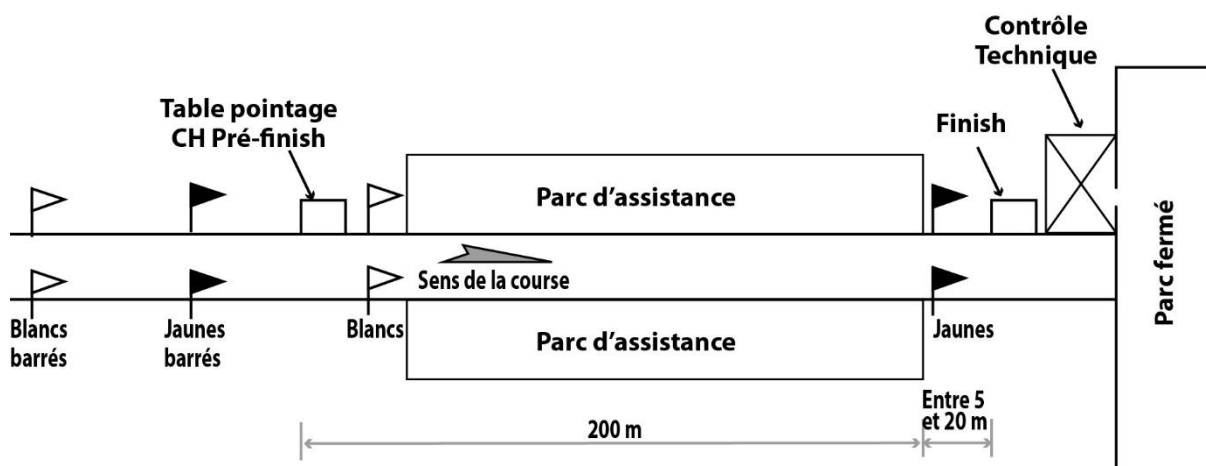 Contrôle
Technique
Table pointage
CH Pré-finish
Finish
Parc d’assistance
Parc fermé
Sens de la course
Blancs
barrés
Jaunes
barrés
Blancs
Parc d’assistance
Jaunes
Entre 5
et 20 m
200 m